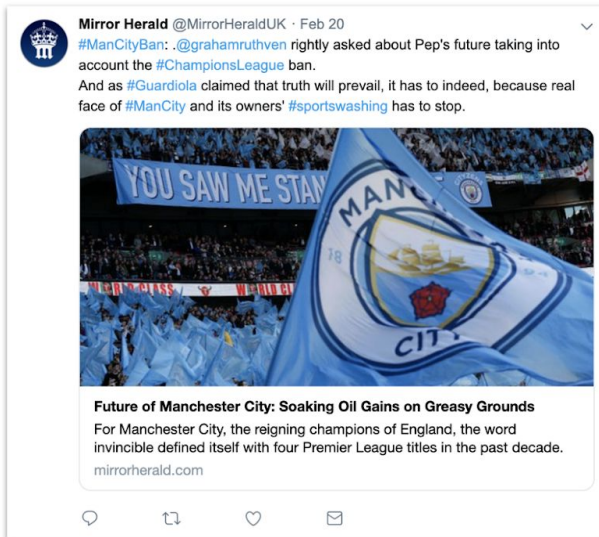 Mirror Herald @MirrorHeraldUK · Feb 20
#ManCityBan: .@grahamruthven rightly asked about Pep's future taking into
account the #ChampionsLeague ban.
And as #Guardiola claimed that truth will prevail, it has to indeed, because real
face of #ManCity and its owners' #sportswashing has to stop.
YOU SAW ME STAN
MAN
18
CITY
Future of Manchester City: Soaking Oil Gains on Greasy Grounds
For Manchester City, the reigning champions of England, the word
invincible defined itself with four Premier League titles in the past decade.
mirrorherald.com